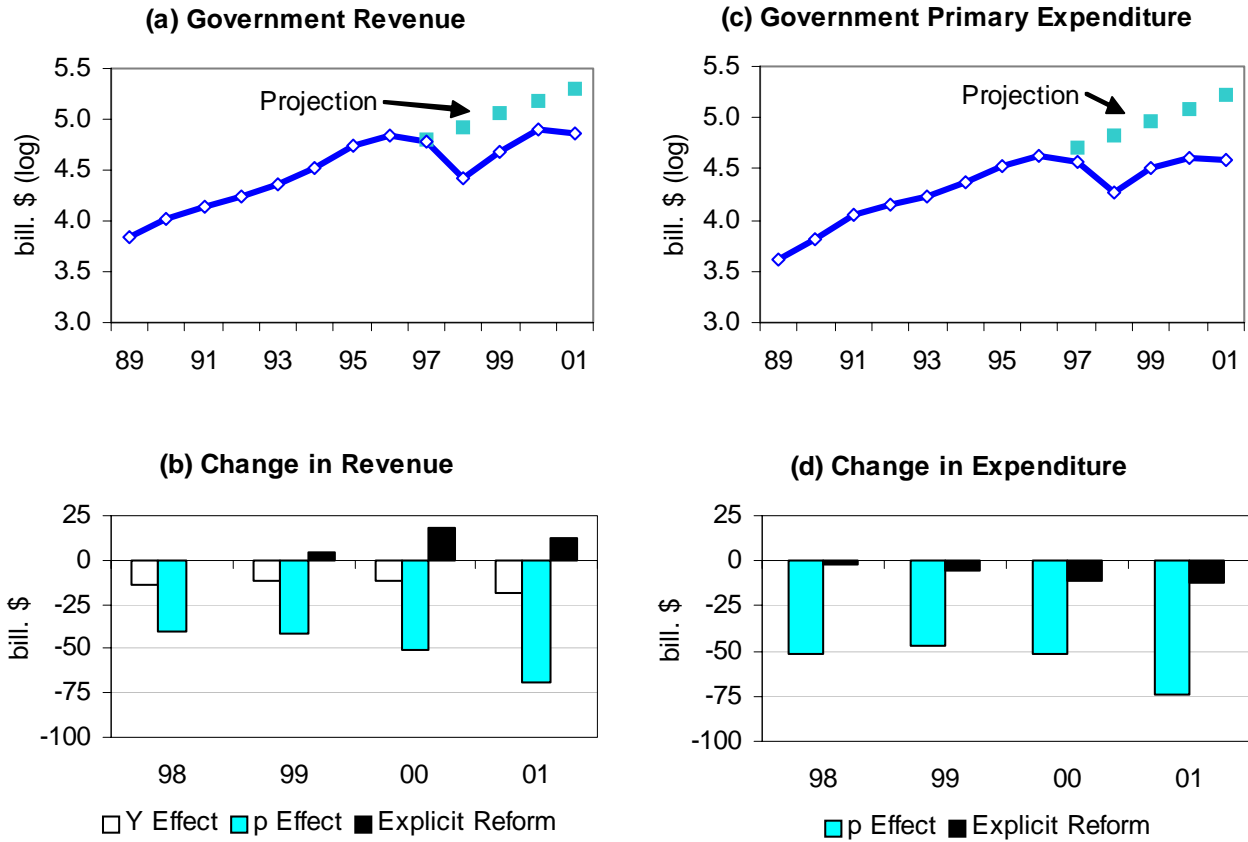 (a) Government Revenue
bill. $ (log)
5.5
5.0
4.5
4.0
3.5
3.0
Projection
89 91 93 95 97 99 01
(c) Government Primary Expenditure
bill. $ (log)
5.5
5.0
4.5
4.0
3.5
3.0
Projection
89 91 93 95 97 99 01
(b) Change in Revenue
bill. $
25
0
-25
-50
-75
-100
98 99 00 01
Y Effect p Effect Explicit Reform
(d) Change in Expenditure
bill. $
25
0
-25
-50
-75
-100
98 99 00 01
p Effect Explicit Reform